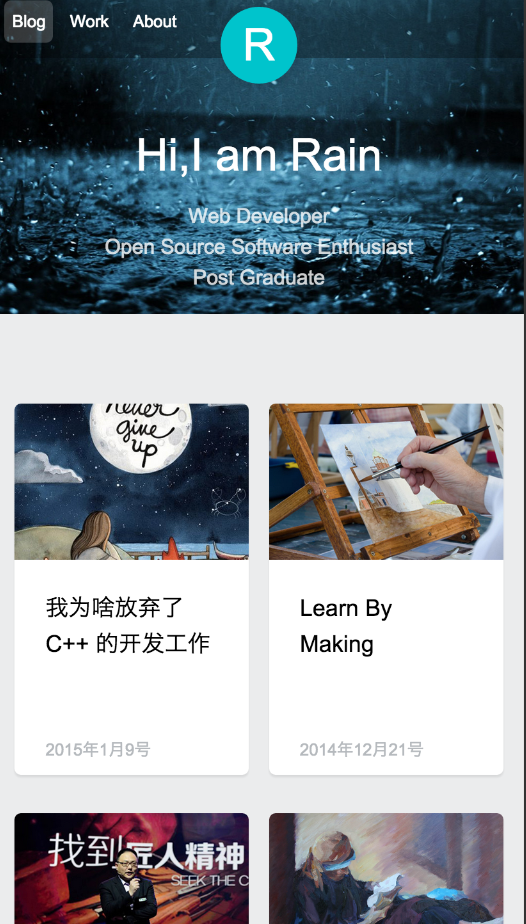 Blog
Work
About
R
Hi,I am Rain
Web Developer
Open Source Software Enthusiast
Post Graduate
never
give
up
我为啥放弃了
C++ 的开发工作
2015年1月9号
Learn By
Making
2014年12月21号
找到匠人精神
SEEK THE C